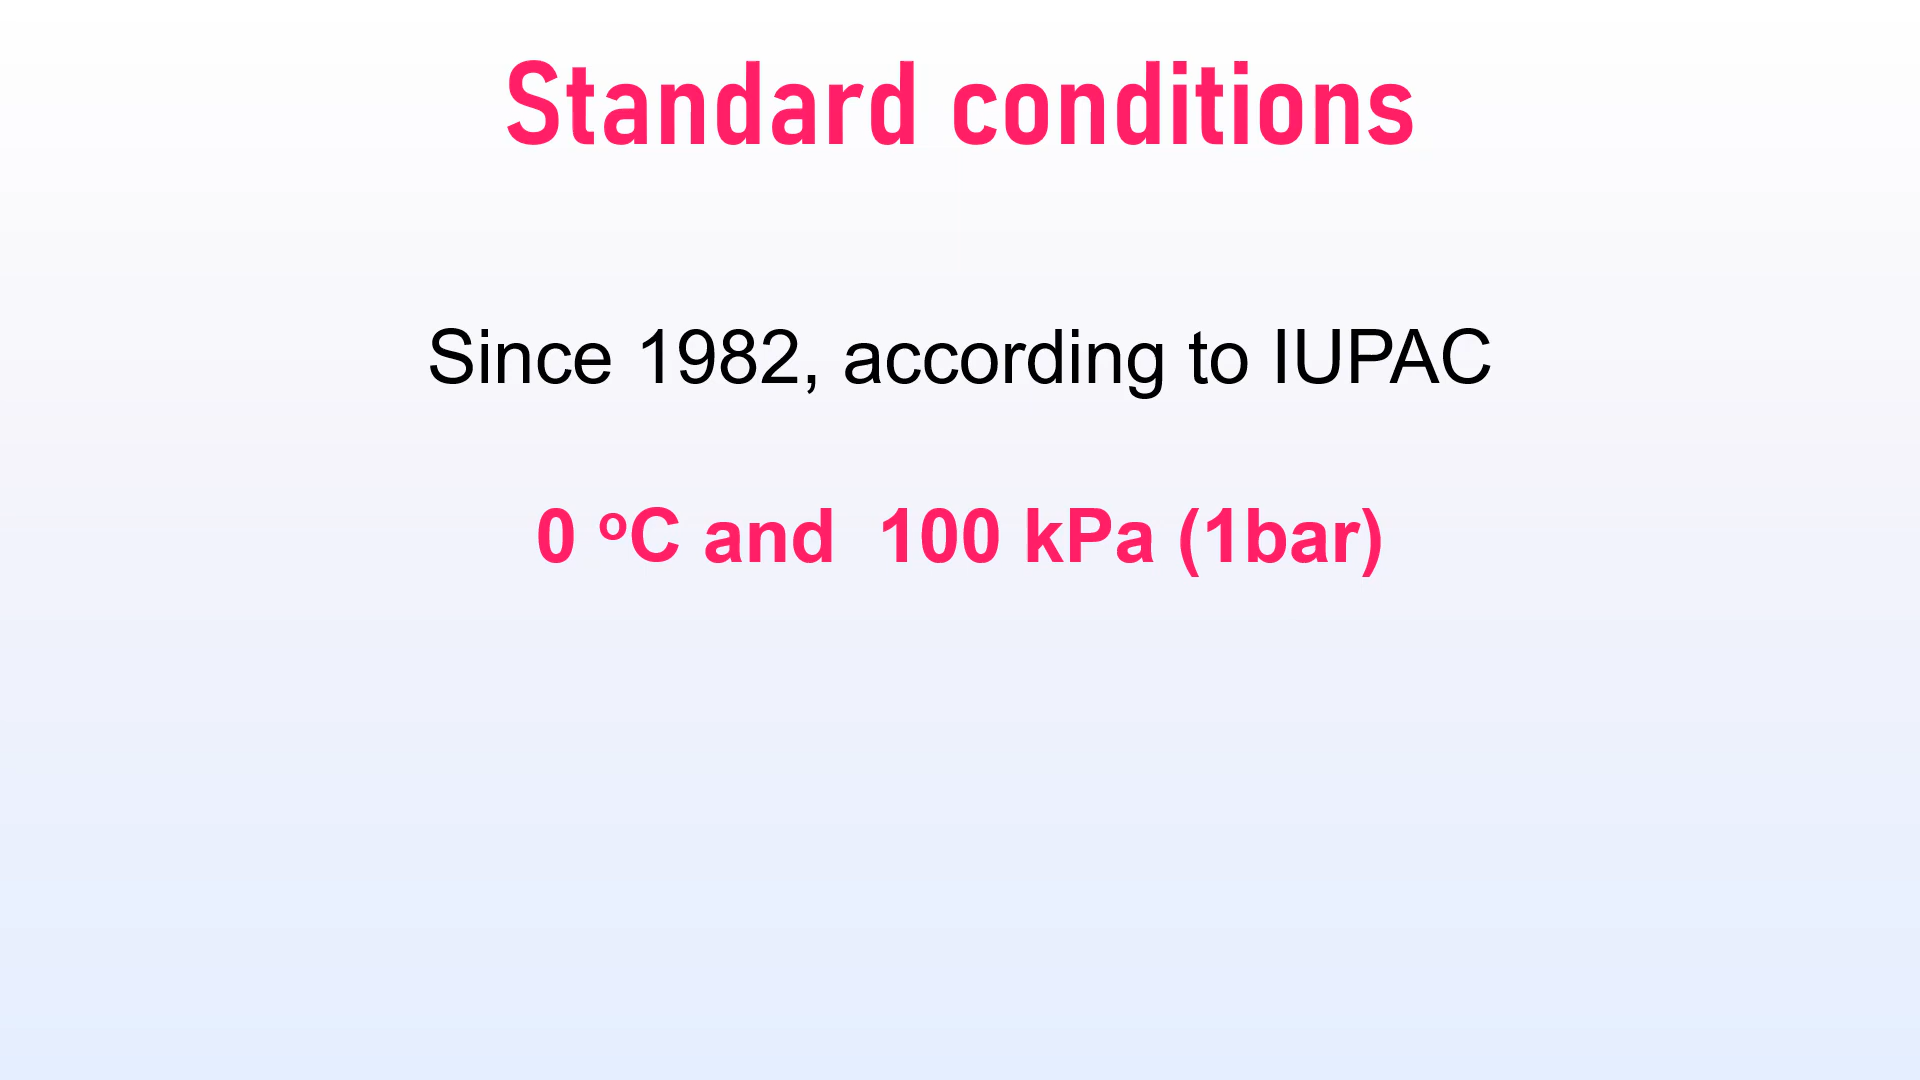 Standard conditions
Since 1982, according to IUPAC
0 ºC and  100 kPa (1bar)